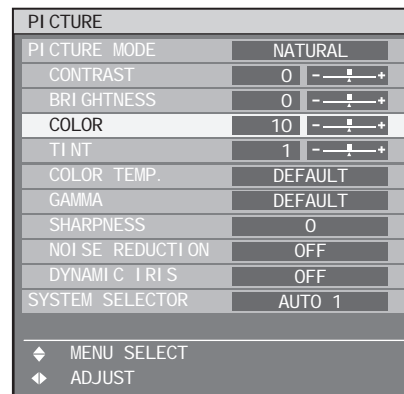 PICTURE
PICTURE MODE NATURAL
CONTRAST 0 - +
BRIGHTNESS 0 - +
COLOR 10 - +
TINT 1 - +
COLOR TEMP. DEFAULT
GAMMA DEFAULT
SHARPNESS 0
NOISE REDUCTION OFF
DYNAMIC IRIS OFF
SYSTEM SELECTOR AUTO 1
MENU SELECT
ADJUST